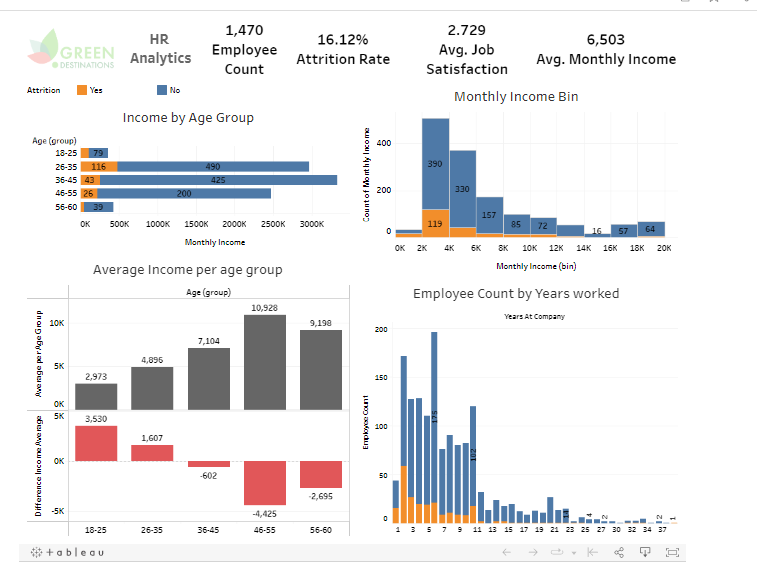 GREEN
DESTINATIONS
HR
Analytics
1,470
Employee
Count
16.12%
Attrition Rate
2.729
Avg. Job
Satisfaction
6,503
Avg. Monthly Income
Attrition
Yes
No
Income by Age Group
Age (group)
18-25
79
26-35
116
490
36-45
43
425
46-55
26
200
56-60
39
0K 500K 1000K 1500K 2000K 2500K 3000K
Monthly Income
Monthly Income Bin
Count of Monthly Income
400
200
0
390
119
330
157
85
72
16
57
64
0K 2K 4K 6K 8K 10K 12K 14K 16K 18K 20K
Monthly Income (bin)
Average Income per age group
Age (group)
Average per Age Group
10K
5K
0K
2,973
4,896
7,104
10,928
9,198
Difference Income Average
5K
0K
-5K
3,530
1,607
-602
-4,425
-2,695
18-25 26-35 36-45 46-55 56-60
Employee Count by Years worked
Years At Company
Employee Count
200
150
100
50
0
175
102
4
2
2
1
1 3 5 7 9 11 13 15 17 19 21 23 25 27 30 32 34 37
+ a b l e a u